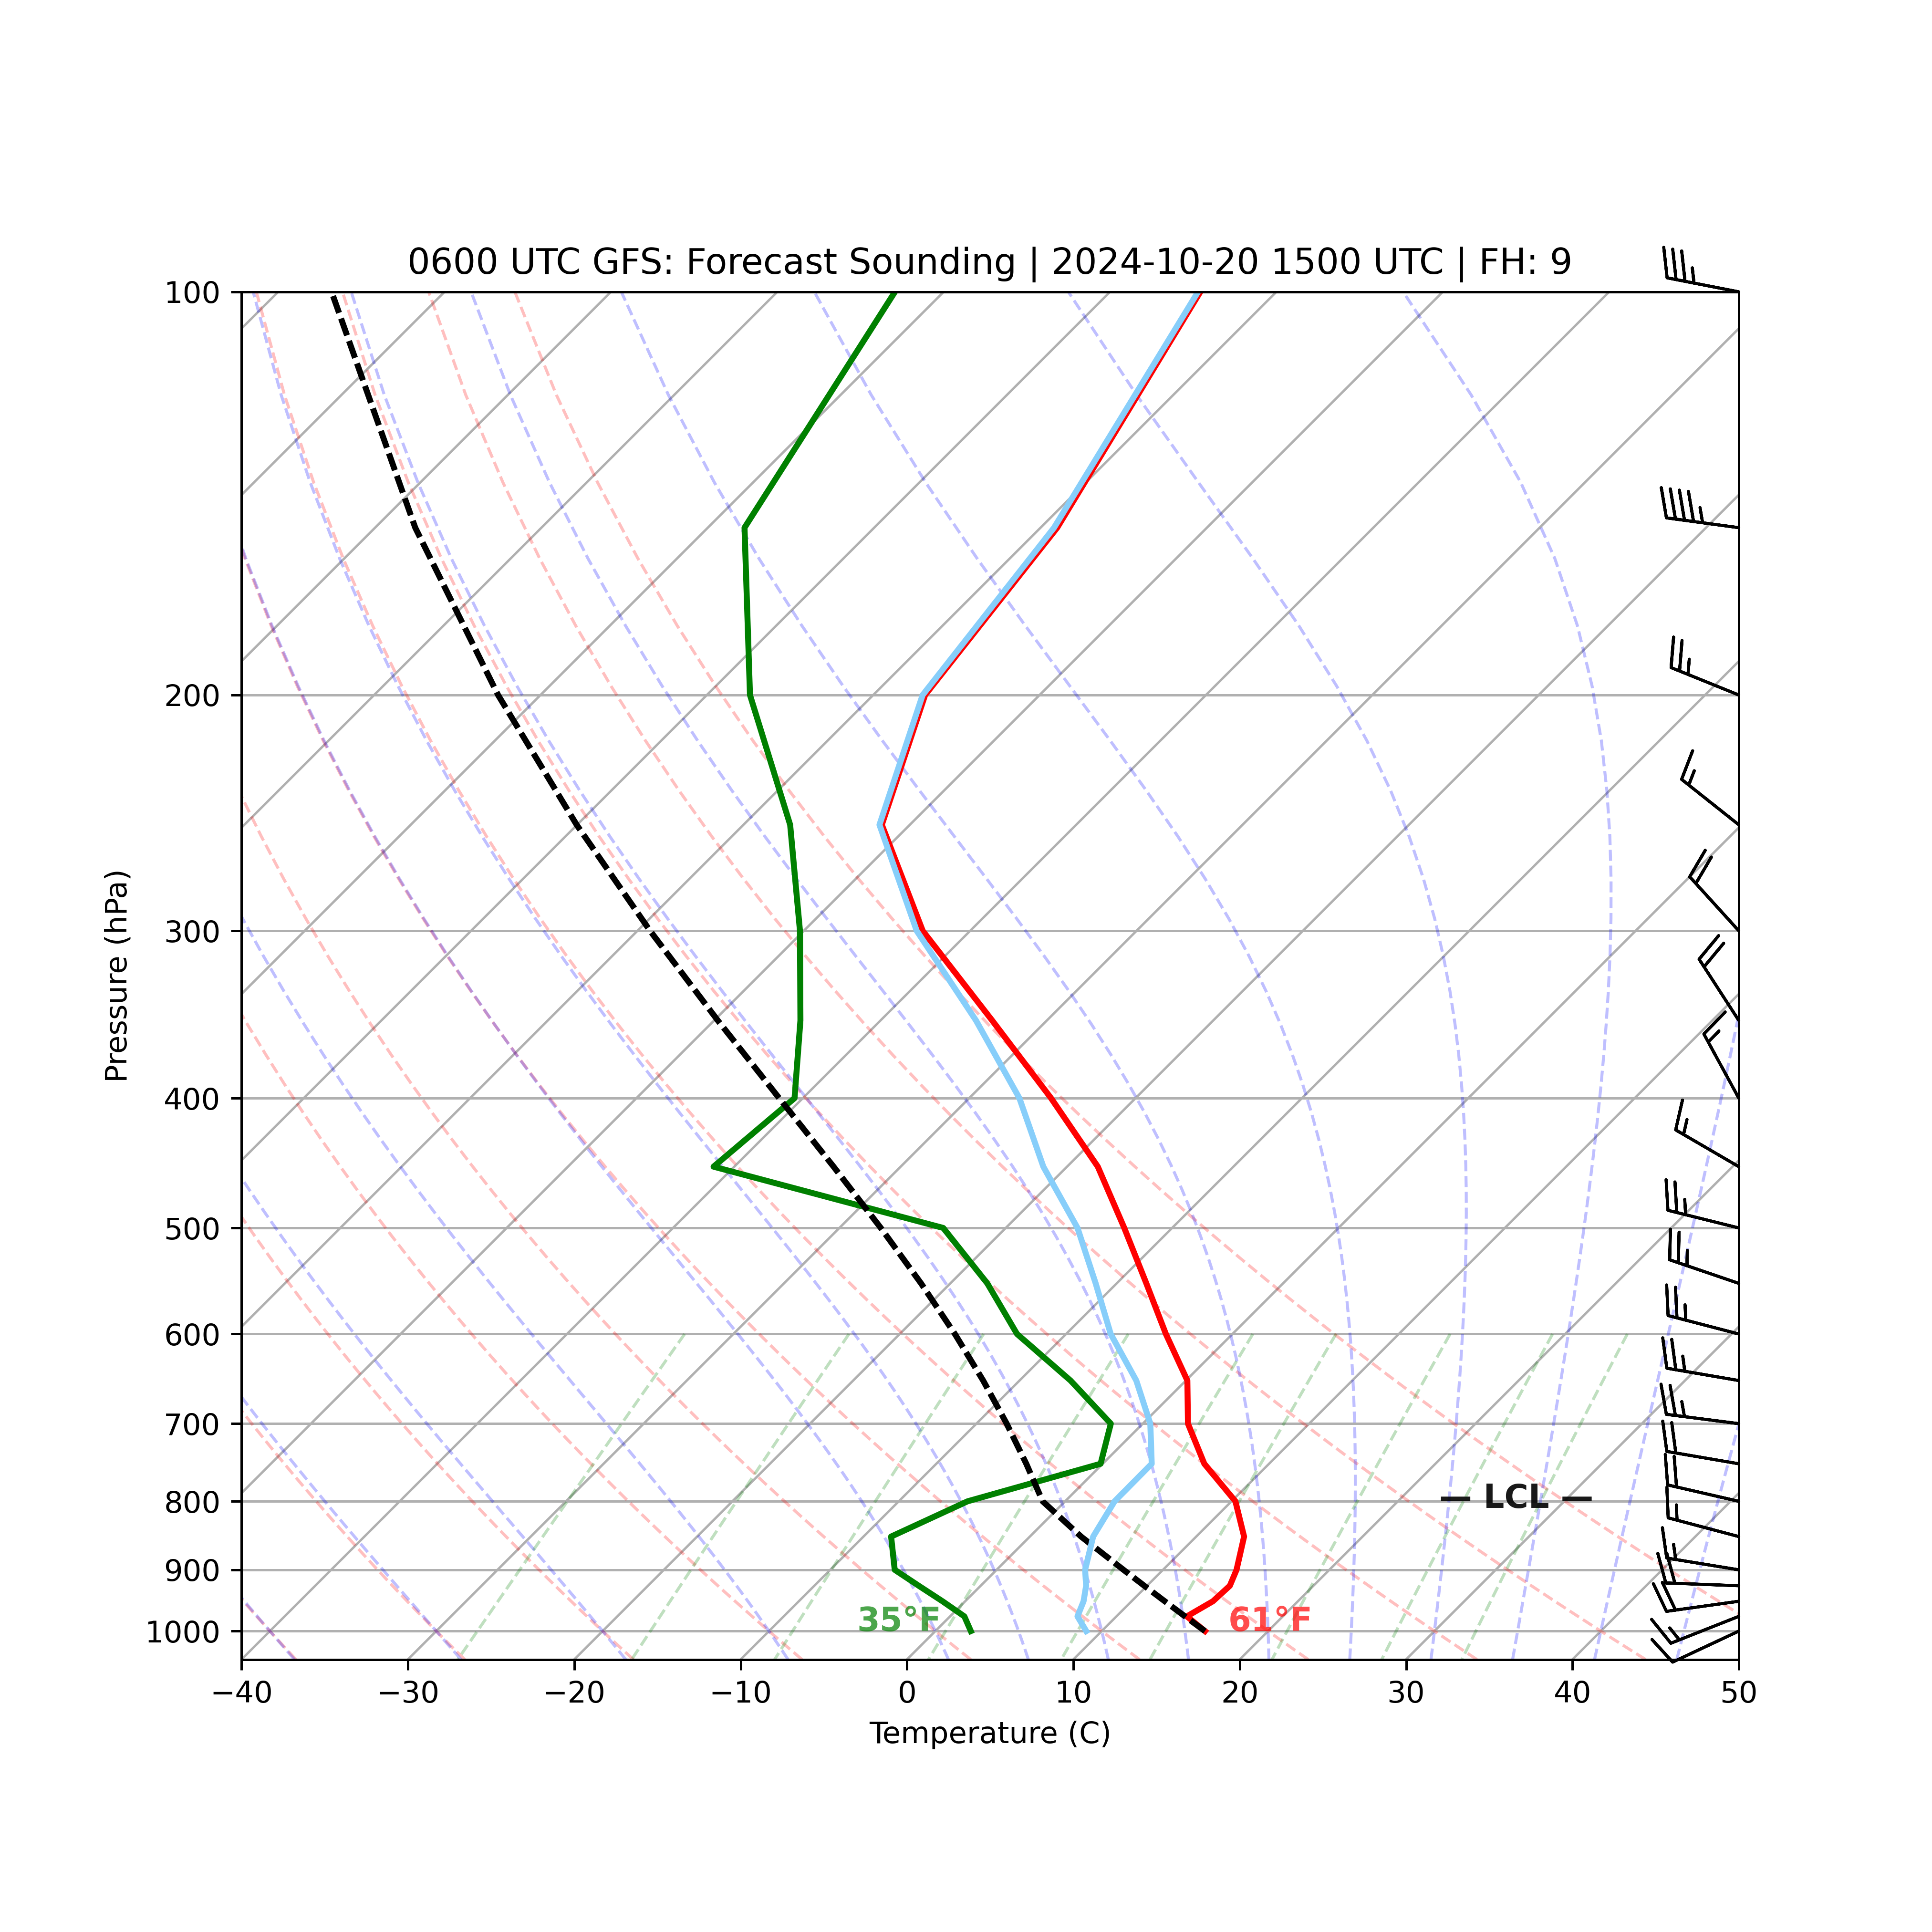 0600 UTC GFS: Forecast Sounding | 2024-10-20 1500 UTC | FH: 9
100
200
300
400
500
600
700
800
900
1000
Pressure (hPa)
— LCL —
35°F
61°F
−40 −30 −20 −10 0 10 20 30 40 50
Temperature (C)